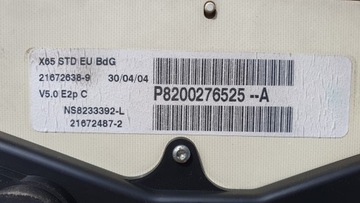 X65 STD EU BdG
21672638-9 30/04/04
V5.0 E2p C
P8200276525 --A
NS8233392-L
21672487-2